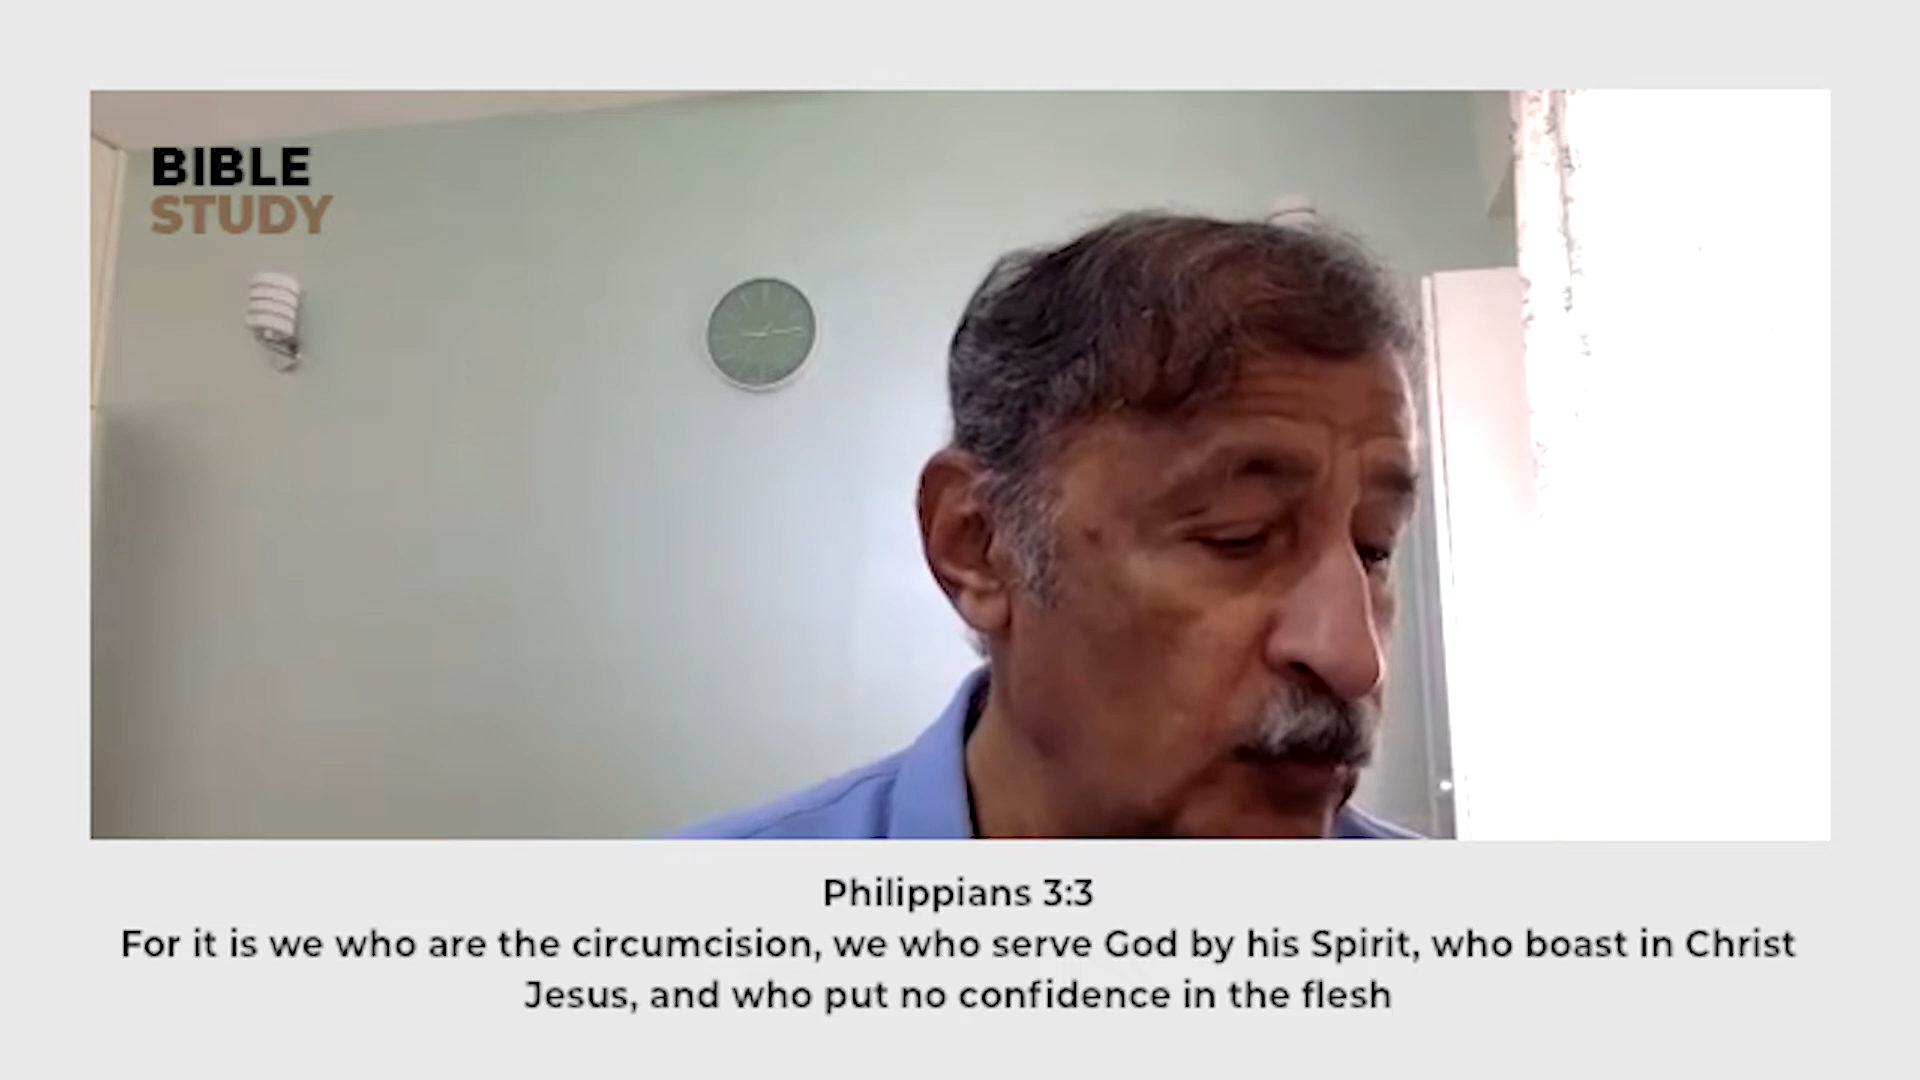 BIBLE
STUDY
Philippians 3:3
For it is we who are the circumcision, we who serve God by his Spirit, who boast in Christ
Jesus, and who put no confidence in the flesh